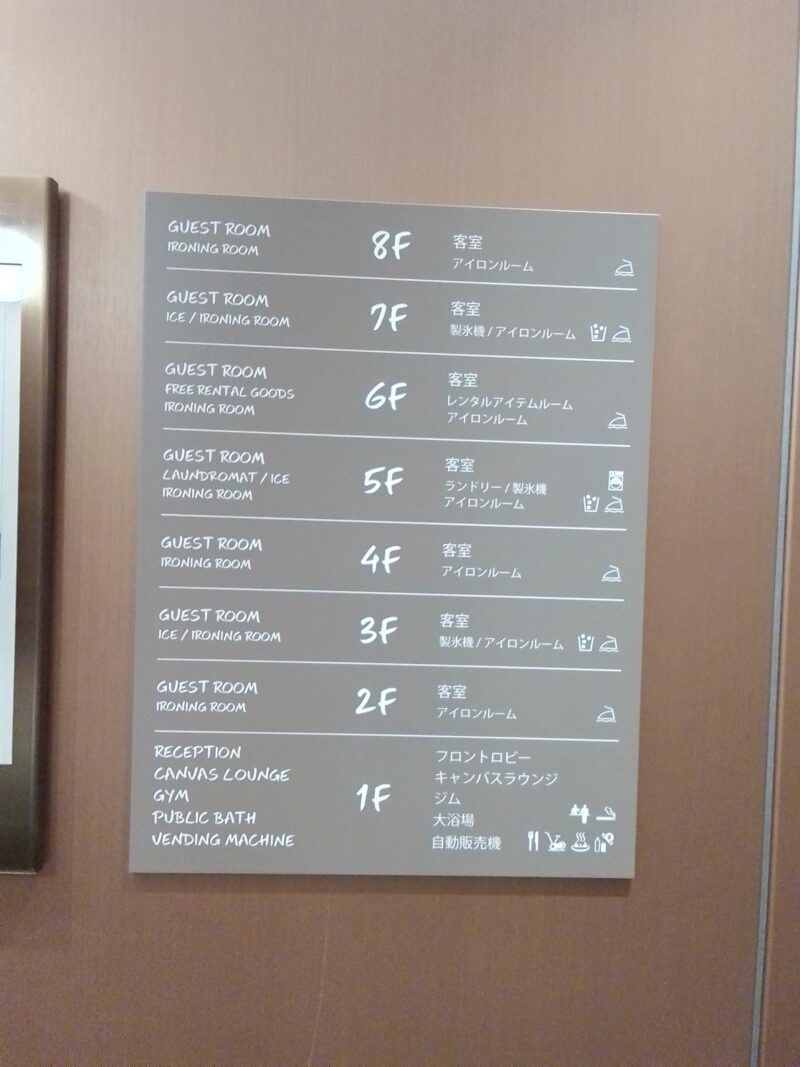 GUEST ROOM
IRONING ROOM
8F
客室
アイロンルーム
GUEST ROOM
ICE / IRONING ROOM
7F
客室
製氷機 / アイロンルーム
GUEST ROOM
FREE RENTAL GOODS
IRONING ROOM
6F
客室
レンタルアイテムルーム
アイロンルーム
GUEST ROOM
LAUNDROMAT / ICE
IRONING ROOM
5F
客室
ランドリー / 製氷機
アイロンルーム
GUEST ROOM
IRONING ROOM
4F
客室
アイロンルーム
GUEST ROOM
ICE / IRONING ROOM
3F
客室
製氷機 / アイロンルーム
GUEST ROOM
IRONING ROOM
2F
客室
アイロンルーム
RECEPTION
CANVAS LOUNGE
GYM
PUBLIC BATH
VENDING MACHINE
1F
フロントロビー
キャンバスラウンジ
ジム
大浴場
自動販売機